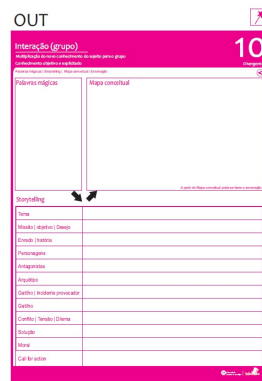 OUT
Interação (grupo)
10
Multiplicação do novo conhecimento do sujeito para o grupo
Conhecimento objetivo e explicitado
Divergente
Palavras mágicas | Storytelling | Mapa conceitual | Encenação
Palavras mágicas
Mapa conceitual
A partir do Mapa conceitual, pode-se fazer a encenação
Storytelling
Tema
Missão | objetivo | Desejo
Enredo | história
Personagens
Antagonistas
Arquétipo
Gatilho | Incidente provocador
Gatilho
Conflito | Tensão | Dilema
Solução
Moral
Call for action